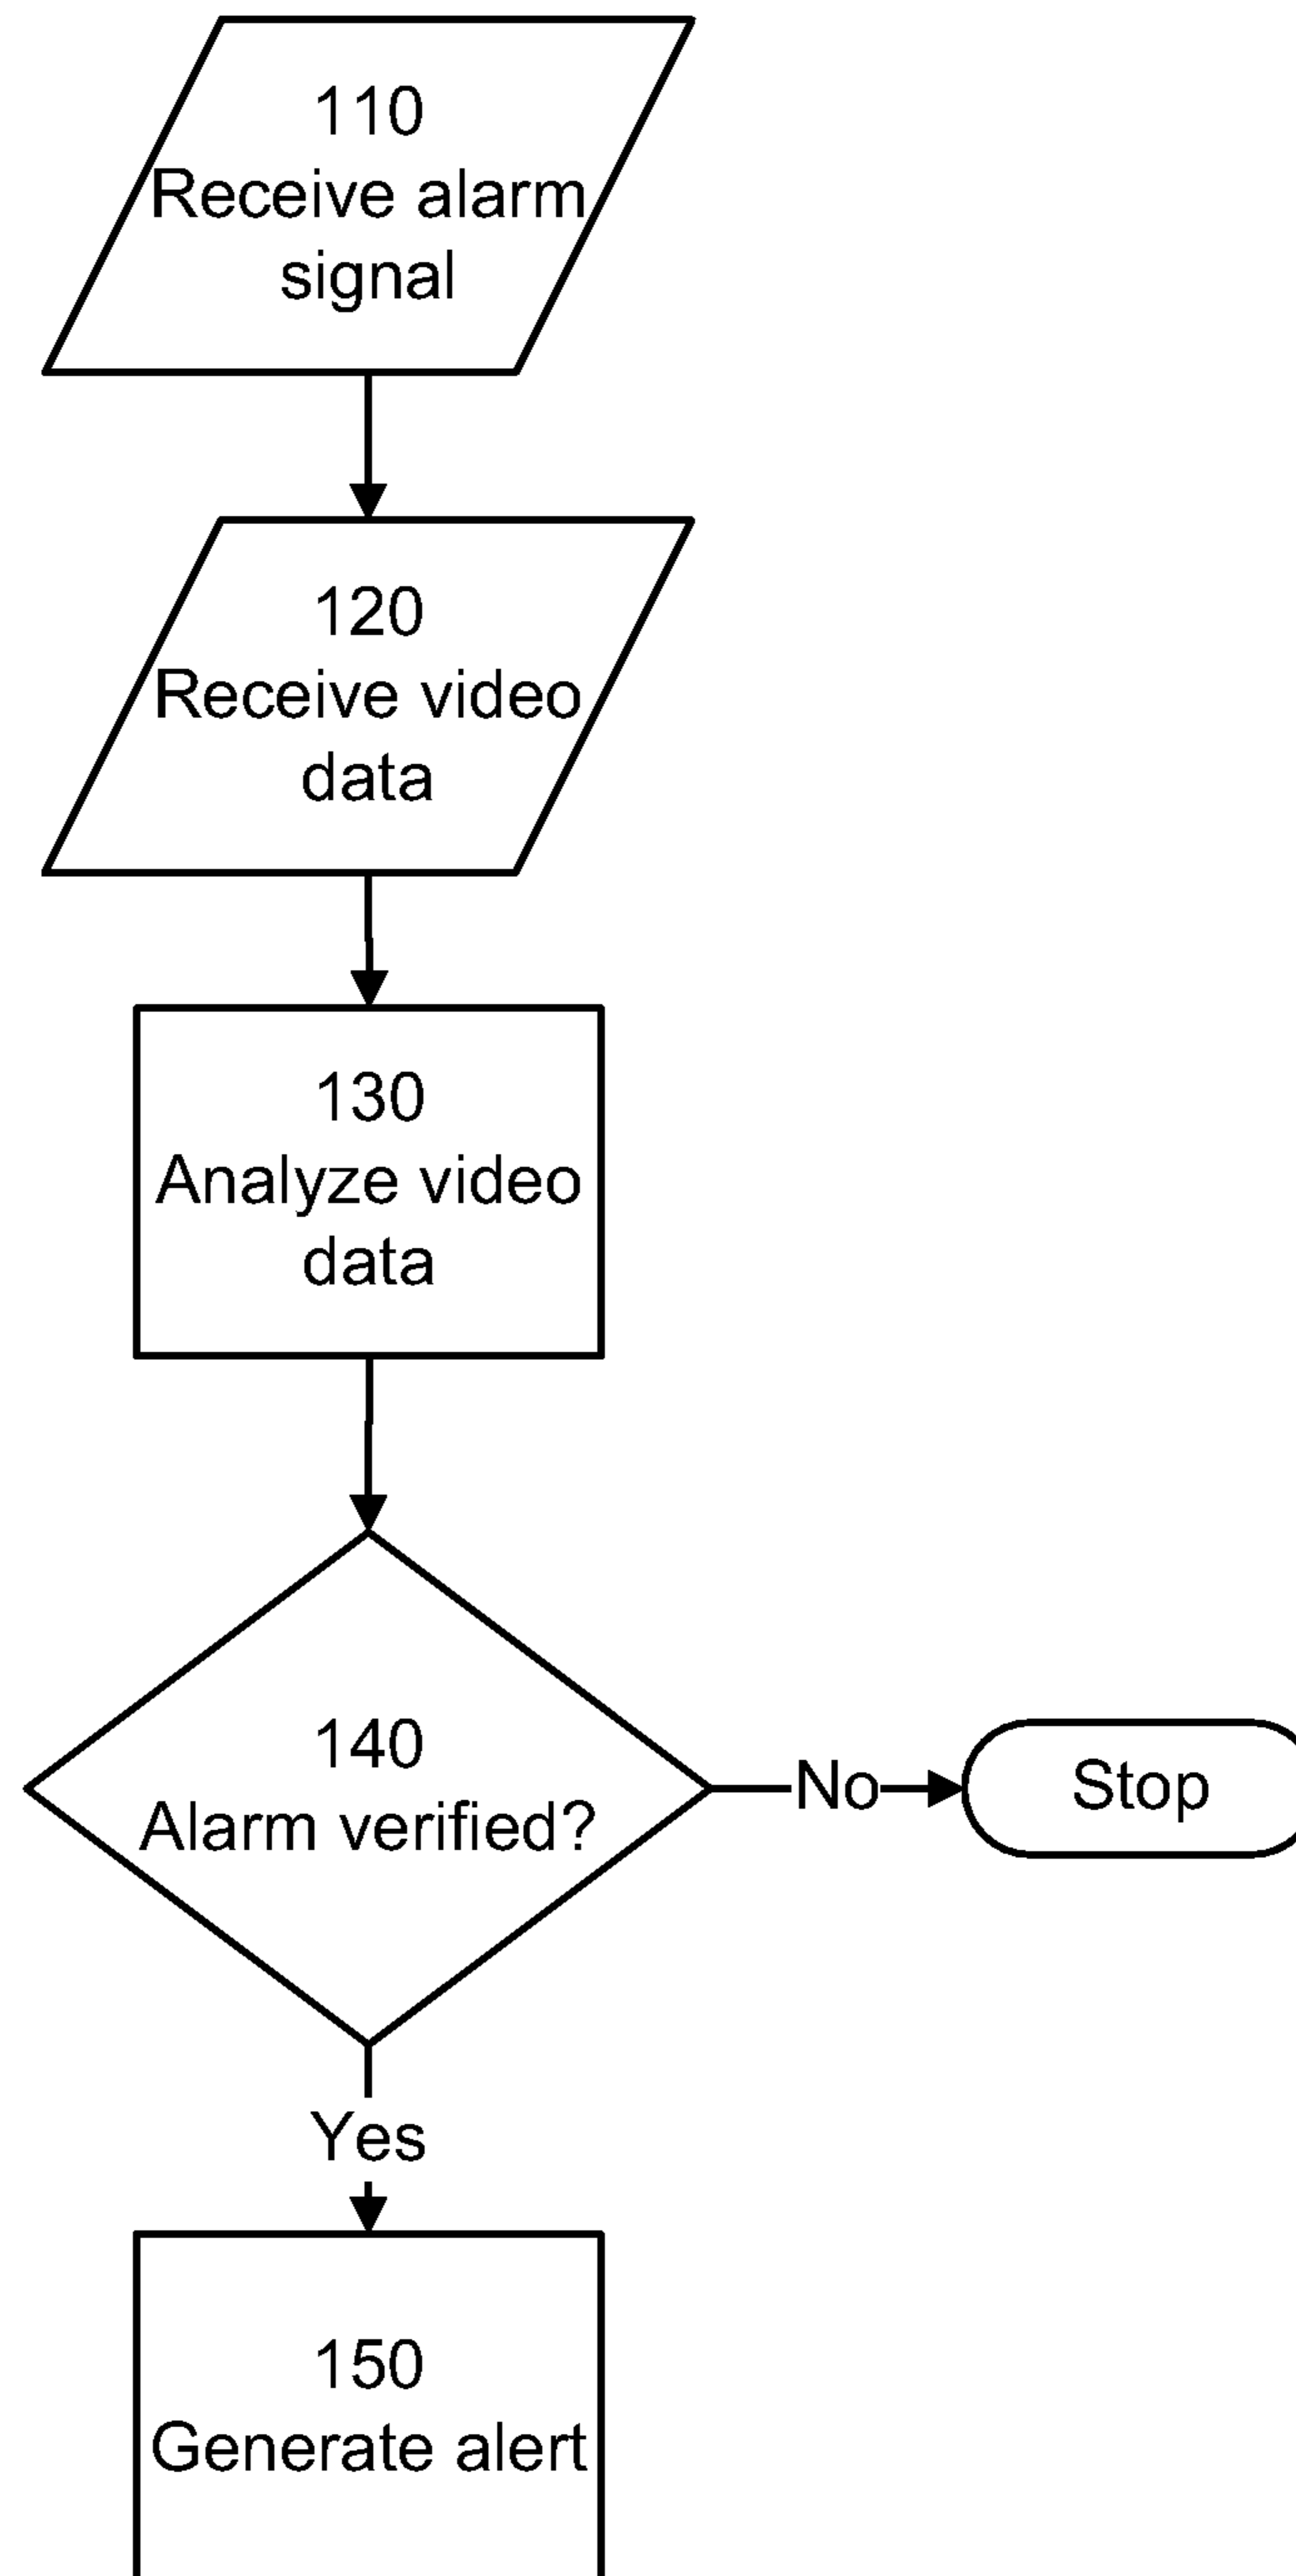 110
Receive alarm
signal
120
Receive video
data
130
Analyze video
data
140
Alarm verified?
No
Stop
Yes
150
Generate alert